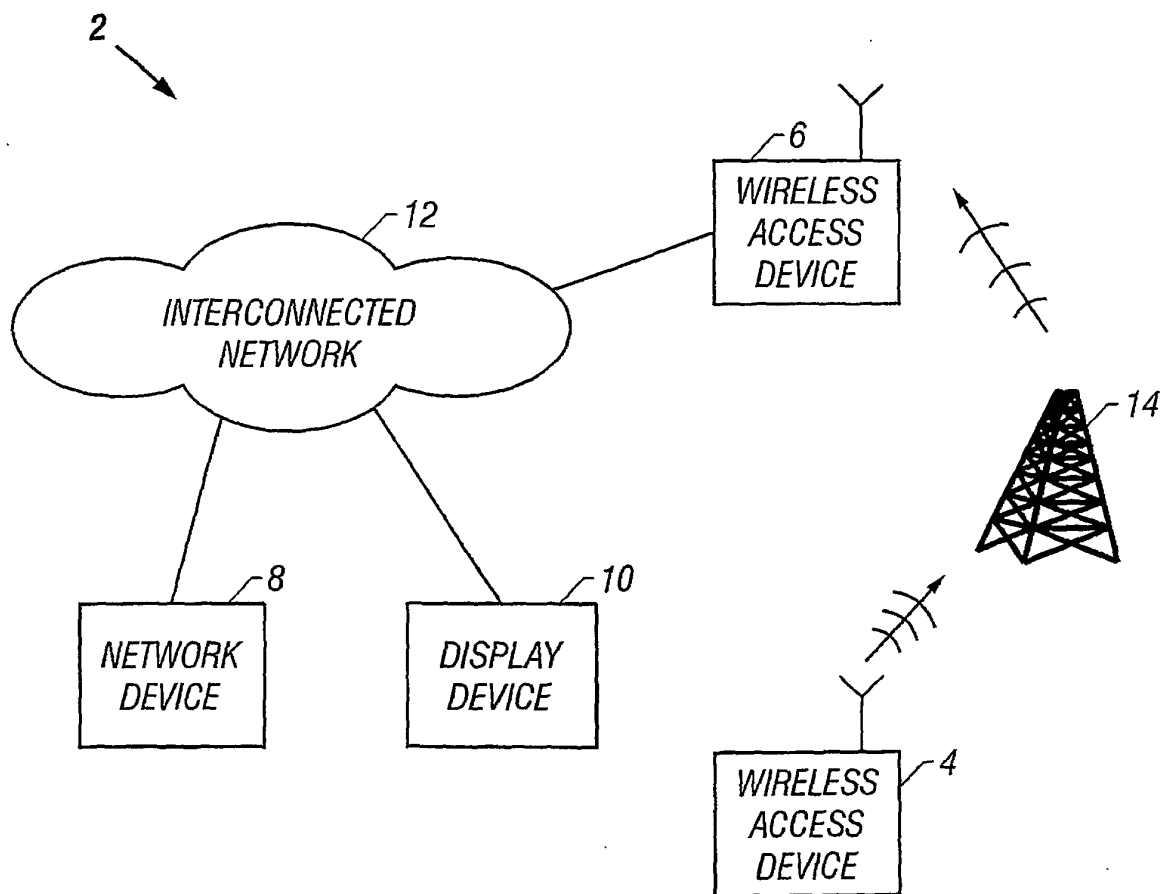 2
6
WIRELESS
ACCESS
DEVICE
12
INTERCONNECTED
NETWORK
14
8
NETWORK
DEVICE
10
DISPLAY
DEVICE
4
WIRELESS
ACCESS
DEVICE